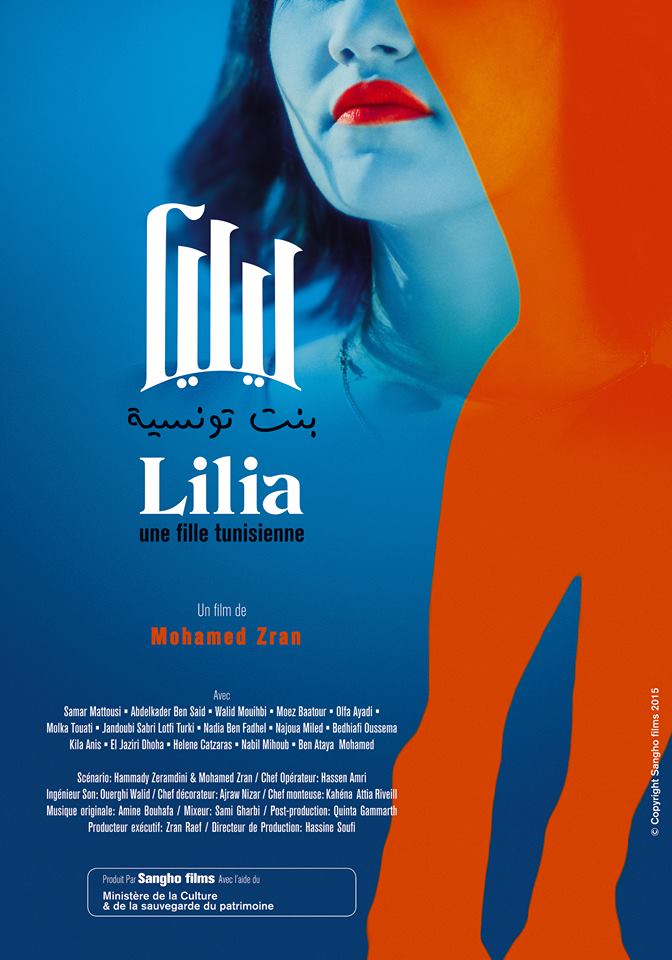 ليليا
بنت تونسية
Lilia
une fille tunisienne
Un film de
Mohamed Zran
Avec
Samar Mattousi ▪ Abdelkader Ben Said ▪ Walid Mouihbi ▪ Moez Baatour ▪ Olfa Ayadi ▪
Molka Touati ▪ Jandoubi Sabri Lotfi Turki ▪ Nadia Ben Fadhel ▪ Najoua Miled ▪ Bedhiafi Oussema
Kila Anis ▪ El Jaziri Dhoha ▪ Helene Catzaras ▪ Nabil Mihoub ▪ Ben Ataya Mohamed
Scénario: Hammady Zeramdini & Mohamed Zran / Chef Opérateur: Hassen Amri
Ingénieur Son: Ouerghi Walid / Chef décorateur: Ajraw Nizar / Chef monteuse: Kahéna Attia Riveill
Musique originale: Amine Bouhafa / Mixeur: Sami Gharbi / Post-production: Quinta Gammarth
Producteur exécutif: Zran Raef / Directeur de Production: Hassine Soufi
Produit Par Sangho films Avec l'aide du
Ministère de la Culture
& de la sauvegarde du patrimoine
© Copyright Sangho films 2015